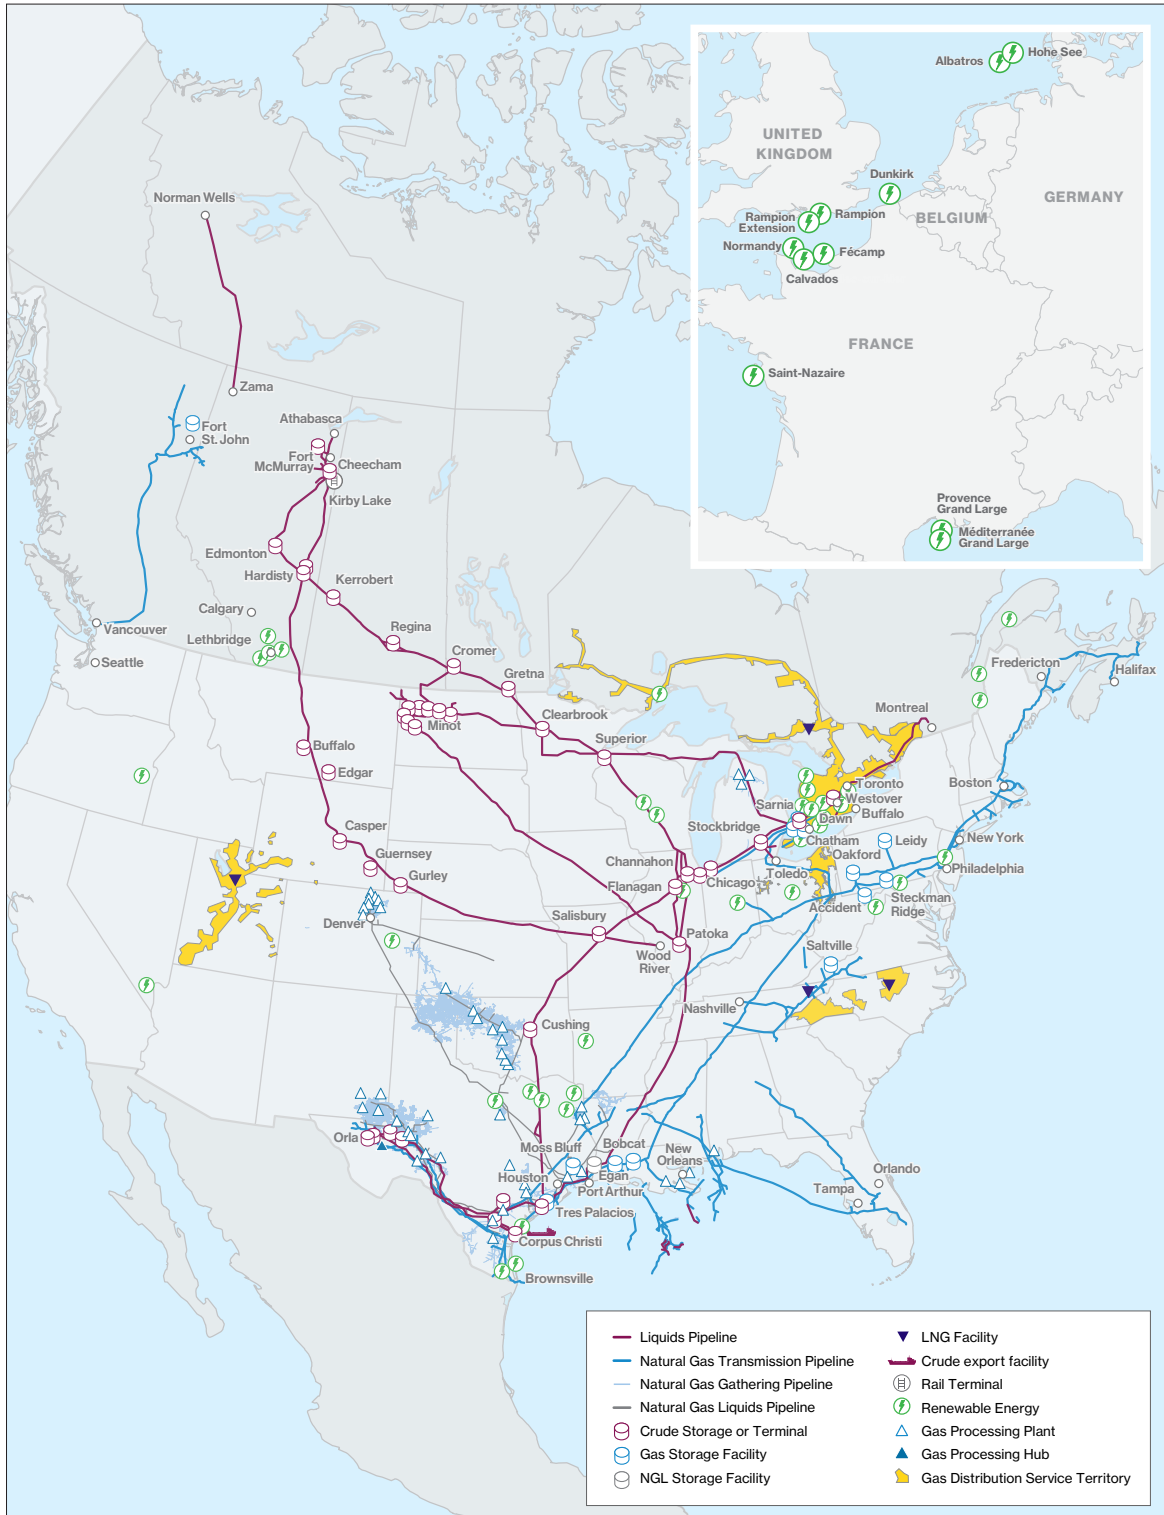 Hohe See
Albatros
UNITED
KINGDOM
Dunkirk
GERMANY
Rampion
Rampion
Extension
BELGIUM
Normandy
Fécamp
Calvados
FRANCE
Saint-Nazaire
Provence
Grand Large
Méditerranée
Grand Large
Norman Wells
Zama
Athabasca
Fort
St. John
Fort
McMurray
Cheecham
Kirby Lake
Edmonton
Hardisty
Kerrobert
Calgary
Vancouver
Lethbridge
Regina
Seattle
Cromer
Gretna
Fredericton
Halifax
Minot
Clearbrook
Montreal
Superior
Buffalo
Edgar
Toronto
Boston
Sarnia
Westover
Buffalo
Dawn
Stockbridge
Casper
Chatham
Leidy
New York
Guernsey
Channahon
Oakford
Gurley
Flanagan
Chicago
Toledo
Philadelphia
Accident
Steckman
Ridge
Denver
Salisbury
Patoka
Wood
River
Saltville
Nashville
Cushing
Orla
Moss Bluff
Bobcat
New
Orleans
Houston
Egan
Port Arthur
Orlando
Tampa
Tres Palacios
Corpus Christi
Brownsville
Liquids Pipeline
Natural Gas Transmission Pipeline
Natural Gas Gathering Pipeline
Natural Gas Liquids Pipeline
Crude Storage or Terminal
Gas Storage Facility
NGL Storage Facility
LNG Facility
Crude export facility
Rail Terminal
Renewable Energy
Gas Processing Plant
Gas Processing Hub
Gas Distribution Service Territory